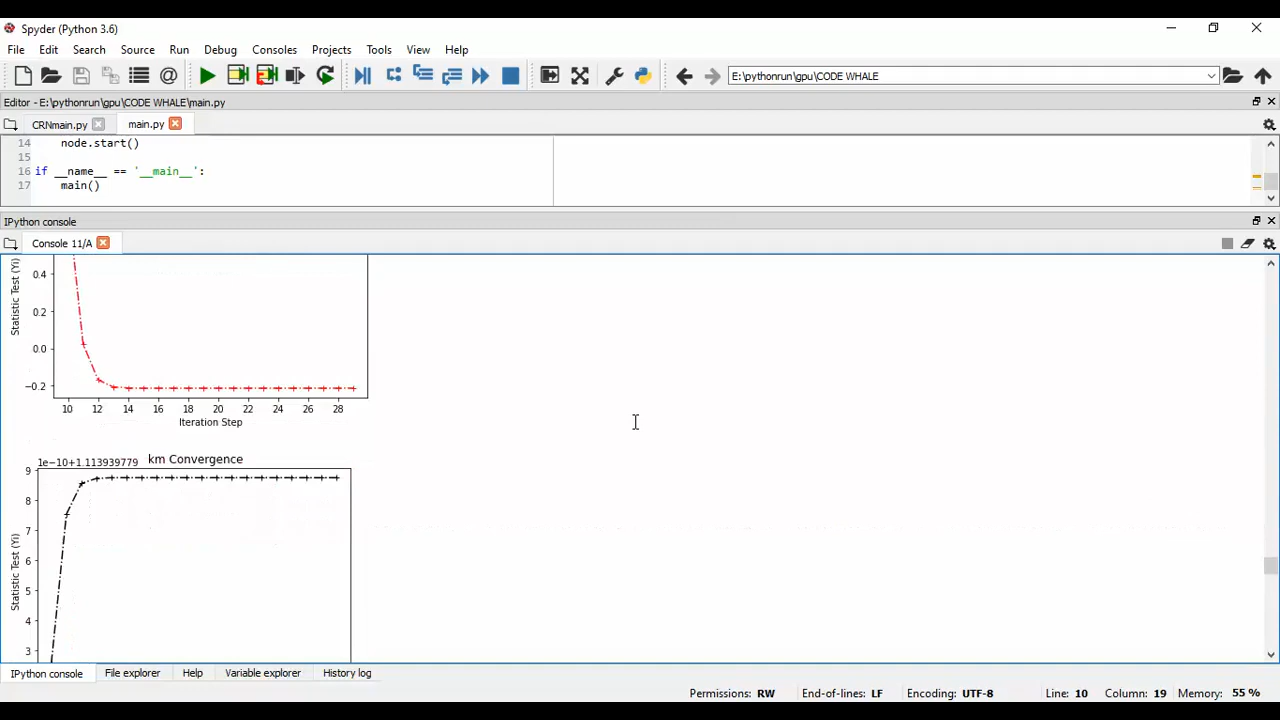 Spyder (Python 3.6)
File Edit Search Source Run Debug Consoles Projects Tools View Help
E:\pythonrun\gpu\CODE WHALE
Editor - E:\pythonrun\gpu\CODE WHALE\main.py
CRNmain.py main.py
14 node.start()
15
16 if __name__ == '__main__':
17 main()
IPython console
Console 11/A
Statistic Test (Yi)
0.4
0.2
0.0
−0.2
10 12 14 16 18 20 22 24 26 28
Iteration Step
1e−10+1.113939779 km Convergence
Statistic Test (Yi)
9
8
7
6
5
4
3
IPython console File explorer Help Variable explorer History log
Permissions: RW End-of-lines: LF Encoding: UTF-8 Line: 10 Column: 19 Memory: 55 %